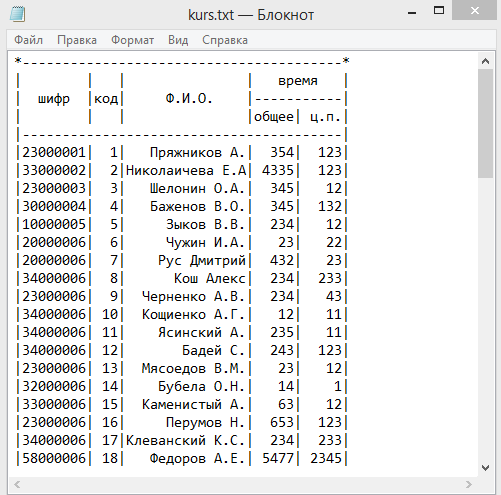 kurs.txt — Блокнот
Файл Правка Формат Вид Справка
*----------------------------------------*
|        |   |               |   время   |
|  шифр  |код|     Ф.И.О.    |-----------|
|        |   |               |общее| ц.п.|
|----------------------------------------|
|23000001|  1|   Пряжников А.|  354|  123|
|33000002|  2|Николаичева Е.А| 4335|  123|
|23000003|  3|   Шелонин О.А.|  345|   12|
|30000004|  4|   Баженов В.О.|  345|  132|
|10000005|  5|     Зыков В.В.|  234|   12|
|20000006|  6|     Чужин И.А.|   23|   22|
|20000006|  7|    Рус Дмитрий|  432|   23|
|34000006|  8|      Кош Алекс|  234|  233|
|23000006|  9|  Черненко А.В.|  234|   43|
|34000006| 10|  Кощиенко А.Г.|   12|   11|
|34000006| 11|    Ясинский А.|  235|   11|
|34000006| 12|       Бадей С.|  243|  123|
|23000006| 13|  Мясоедов В.М.|   23|   12|
|32000006| 14|    Бубела О.Н.|   14|    1|
|33000006| 15|  Каменистый А.|   63|   12|
|23000006| 16|     Перумов Н.|  653|  123|
|34000006| 17|Клеванский К.С.|  234|  233|
|58000006| 18|   Федоров А.Е.| 5477| 2345|